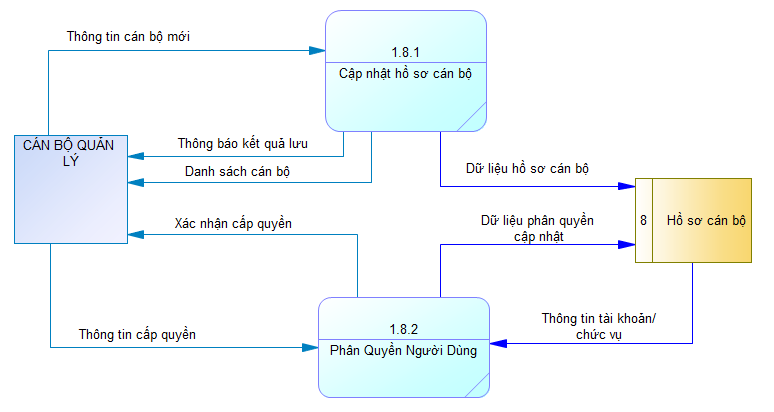 Thông tin cán bộ mới
1.8.1
Cập nhật hồ sơ cán bộ
CÁN BỘ QUẢN
LÝ
Thông báo kết quả lưu
Danh sách cán bộ
Dữ liệu hồ sơ cán bộ
Xác nhận cấp quyền
Dữ liệu phân quyền
cập nhật
8
Hồ sơ cán bộ
Thông tin cấp quyền
1.8.2
Phân Quyền Người Dùng
Thông tin tài khoản/
chức vụ